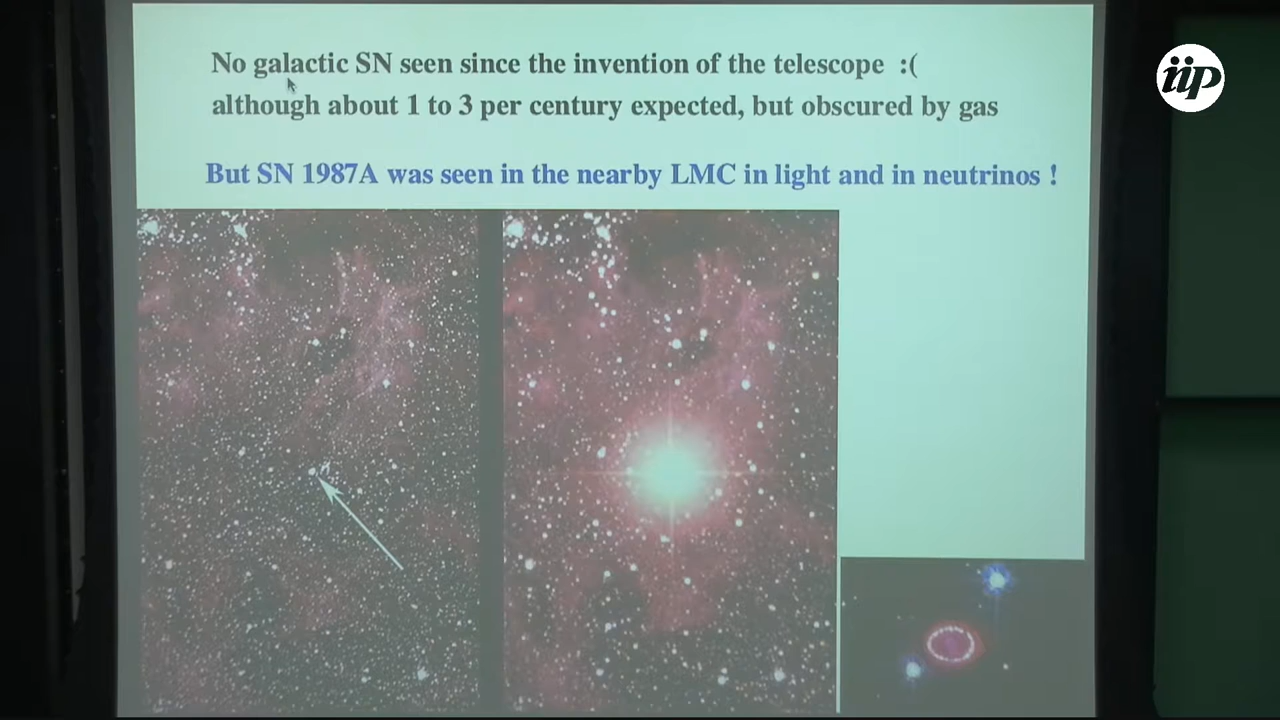 No galactic SN seen since the invention of the telescope :(
although about 1 to 3 per century expected, but obscured by gas
But SN 1987A was seen in the nearby LMC in light and in neutrinos !
iip